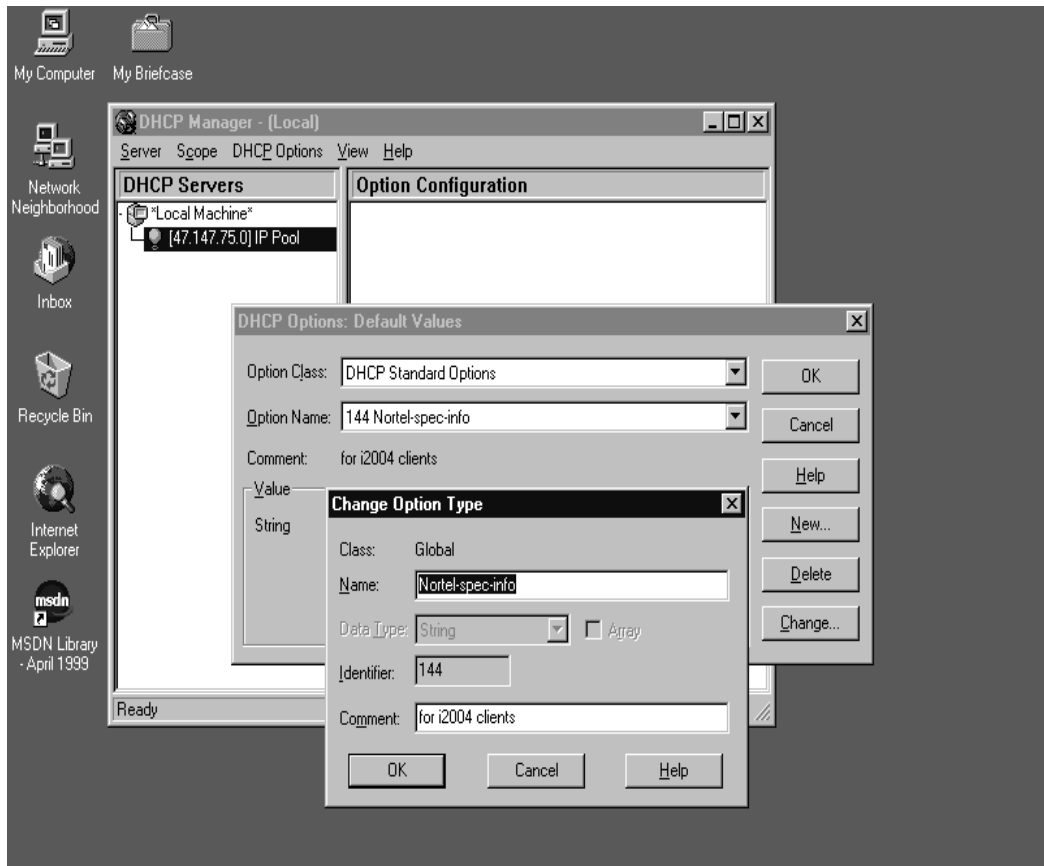 My Computer
My Briefcase
Network
Neighborhood
Inbox
Recycle Bin
Internet
Explorer
msdn
MSDN Library
- April 1999
DHCP Manager - (Local)
Server Scope DHCP Options View Help
DHCP Servers
Option Configuration
*Local Machine*
[47.147.75.0] IP Pool
Ready
DHCP Options: Default Values
Option Class: DHCP Standard Options
Option Name: 144 Nortel-spec-info
Comment: for i2004 clients
Value
String
OK
Cancel
Help
New...
Delete
Change...
Change Option Type
Class: Global
Name: Nortel-spec-info
Data Type: String Array
Identifier: 144
Comment: for i2004 clients
OK Cancel Help